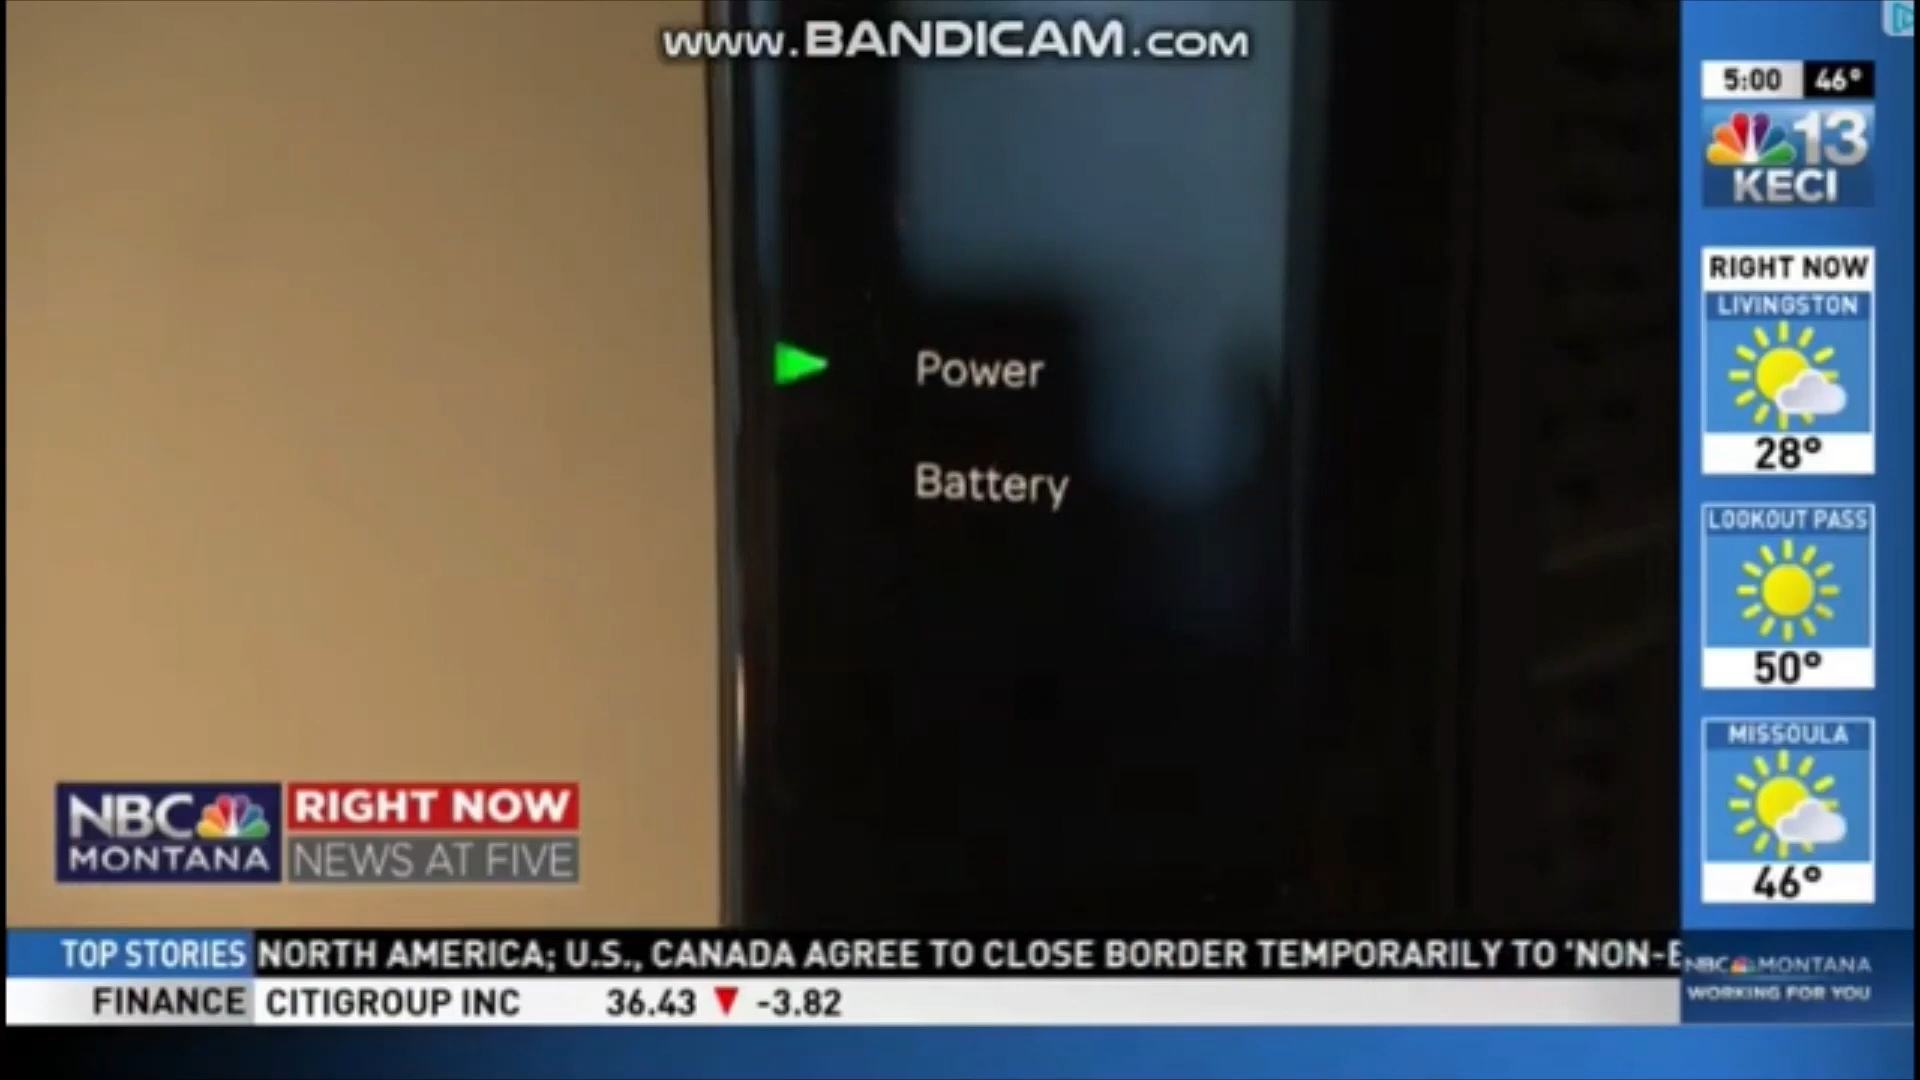 www.BANDICAM.com
5:00 46°
13
KECI
RIGHT NOW
LIVINGSTON
28°
LOOKOUT PASS
50°
MISSOULA
46°
Power
Battery
NBC
MONTANA
RIGHT NOW
NEWS AT FIVE
TOP STORIES NORTH AMERICA; U.S., CANADA AGREE TO CLOSE BORDER TEMPORARILY TO 'NON-E
FINANCE CITIGROUP INC 36.43 ▼ -3.82
NBC MONTANA
WORKING FOR YOU